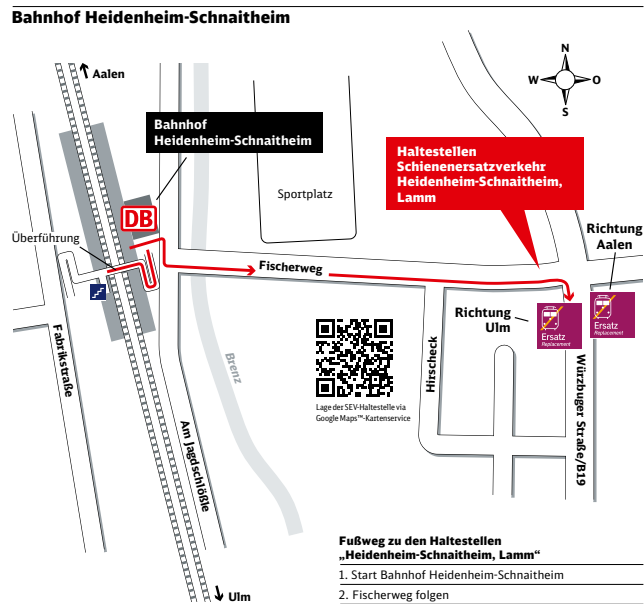 Bahnhof Heidenheim-Schnaitheim
Aalen
N
W
O
S
Bahnhof
Heidenheim-Schnaitheim
Haltestellen
Schienenersatzverkehr
Heidenheim-Schnaitheim,
Lamm
Sportplatz
DB
Richtung
Aalen
Überführung
Fischerweg
Richtung
Ulm
Ersatz
Replacement
Ersatz
Replacement
Fabrikstraße
Brenz
Hirscheck
Würzbuger Straße/B19
Lage der SEV-Haltestelle via
Google Maps™-Kartenservice
Am Jagdschlößle
Ulm
Fußweg zu den Haltestellen
„Heidenheim-Schnaitheim, Lamm“
1. Start Bahnhof Heidenheim-Schnaitheim
2. Fischerweg folgen